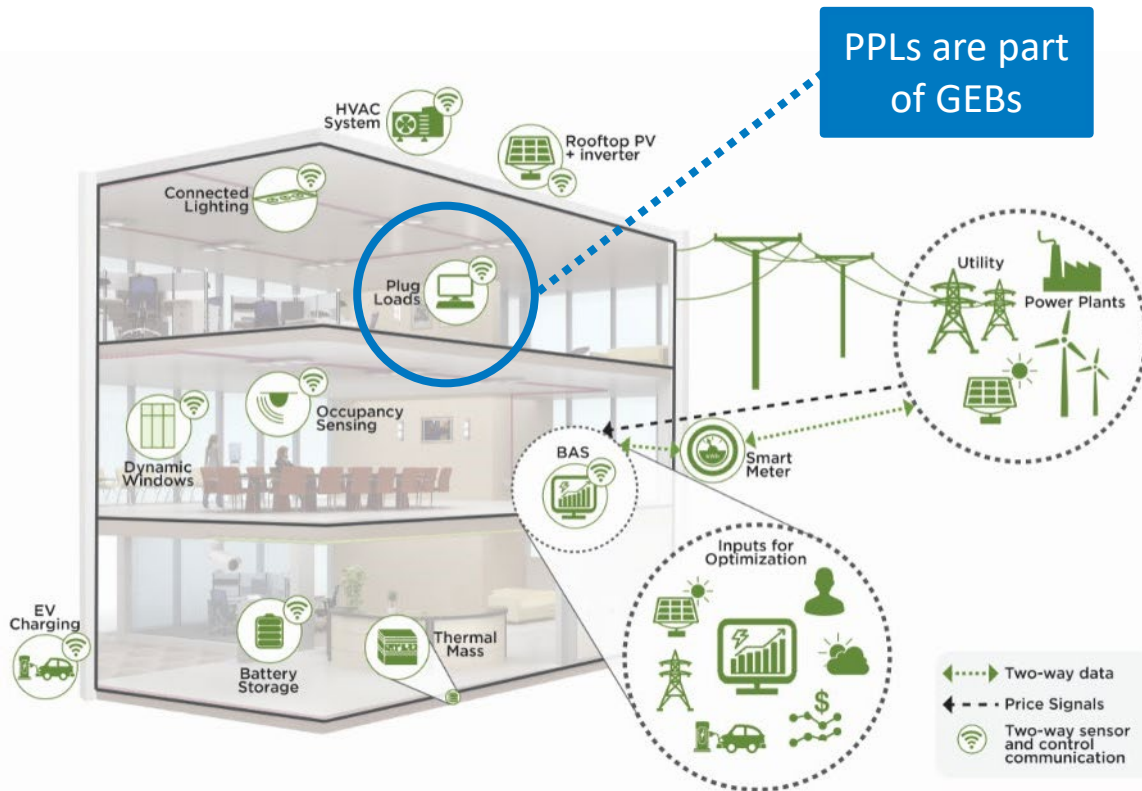 PPLs are part
of GEBs
HVAC
System
Rooftop PV
+ inverter
Connected
Lighting
Plug
Loads
Utility
Power Plants
Occupancy
Sensing
Dynamic
Windows
BAS
Smart
Meter
Inputs for
Optimization
$
EV
Charging
Battery
Storage
Thermal
Mass
Two-way data
Price Signals
Two-way sensor
and control
communication